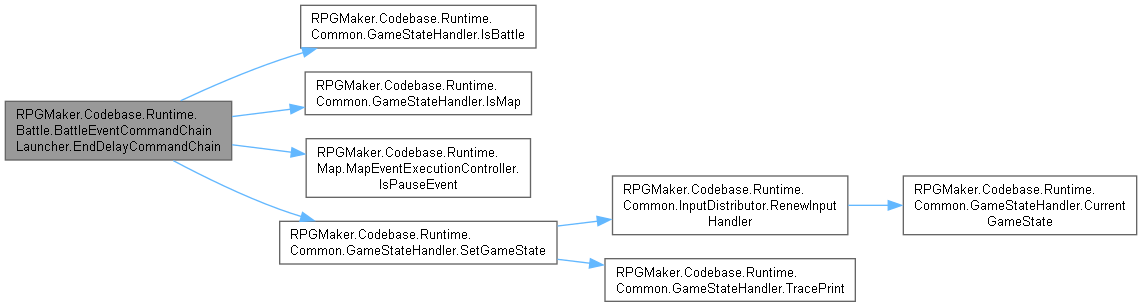 RPGMaker.Codebase.Runtime.
Battle.BattleEventCommandChain
Launcher.EndDelayCommandChain
RPGMaker.Codebase.Runtime.
Common.GameStateHandler.IsBattle
RPGMaker.Codebase.Runtime.
Common.GameStateHandler.IsMap
RPGMaker.Codebase.Runtime.
Map.MapEventExecutionController.
IsPauseEvent
RPGMaker.Codebase.Runtime.
Common.GameStateHandler.SetGameState
RPGMaker.Codebase.Runtime.
Common.InputDistributor.RenewInput
Handler
RPGMaker.Codebase.Runtime.
Common.GameStateHandler.Current
GameState
RPGMaker.Codebase.Runtime.
Common.GameStateHandler.TracePrint